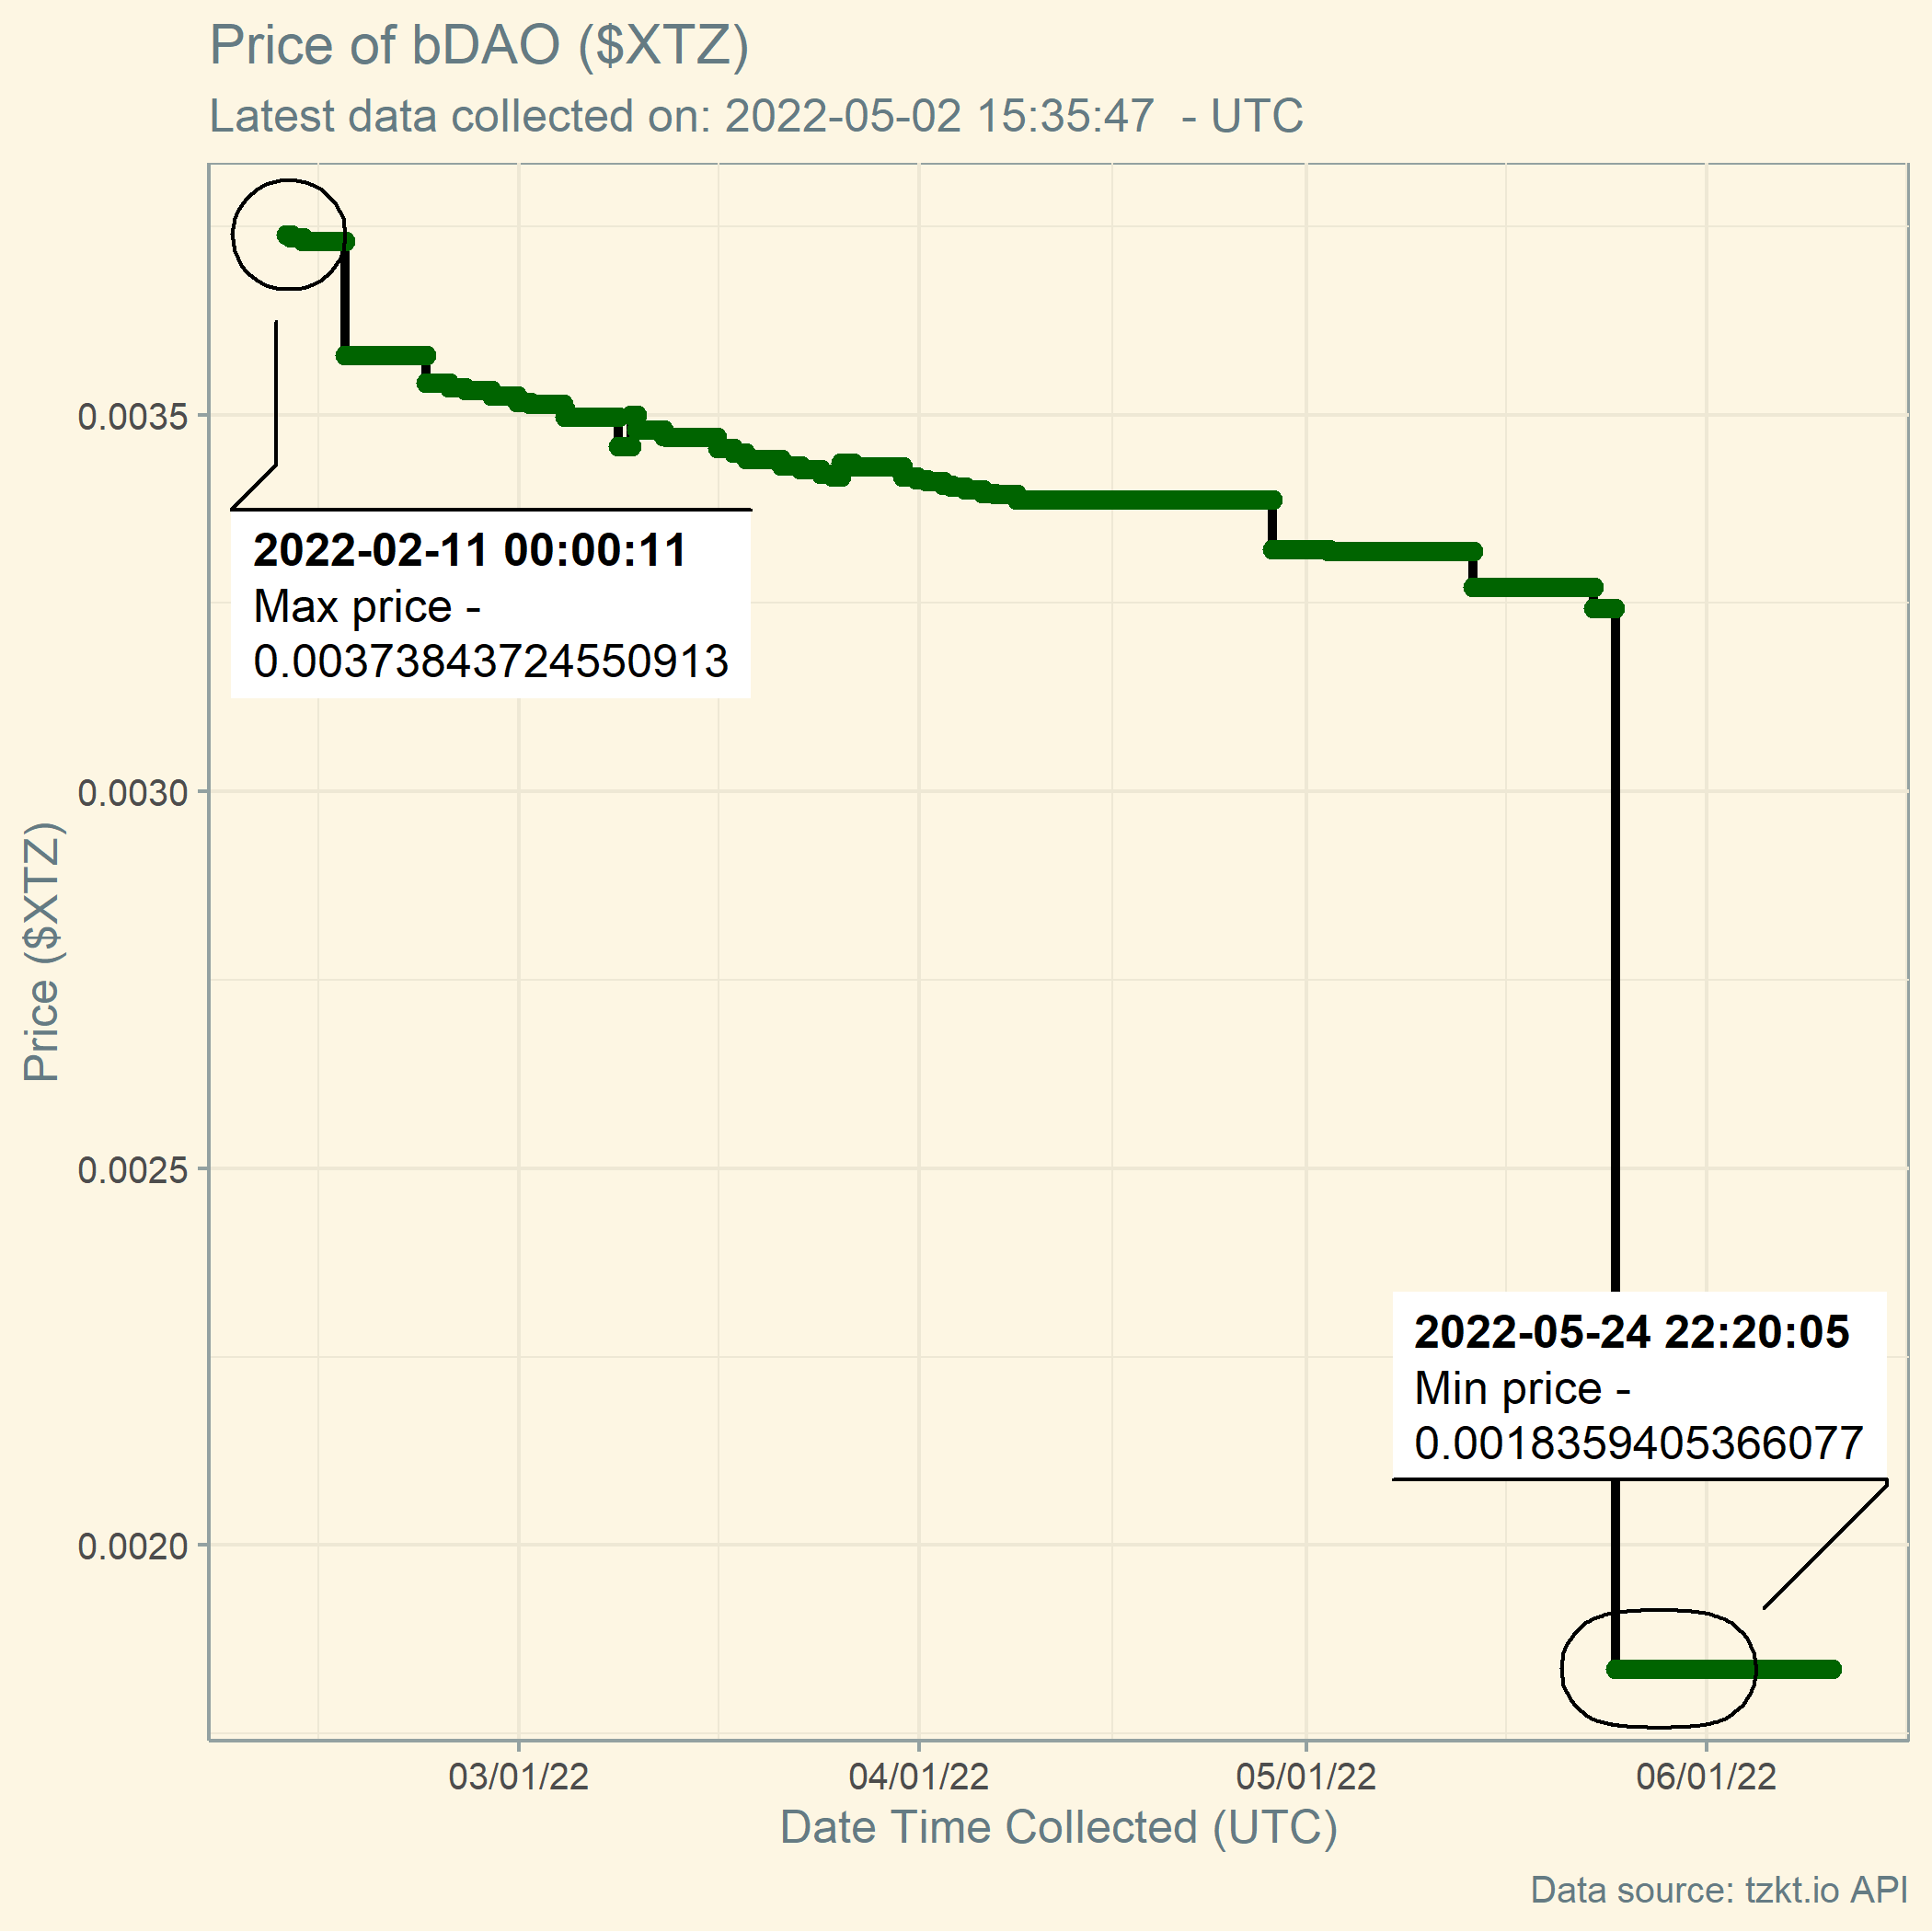 Price of bDAO ($XTZ)
Latest data collected on: 2022-05-02 15:35:47  - UTC
2022-02-11 00:00:11
Max price -
0.00373843724550913
2022-05-24 22:20:05
Min price -
0.0018359405366077
Price ($XTZ)
0.0035
0.0030
0.0025
0.0020
03/01/22
04/01/22
05/01/22
06/01/22
Date Time Collected (UTC)
Data source: tzkt.io API